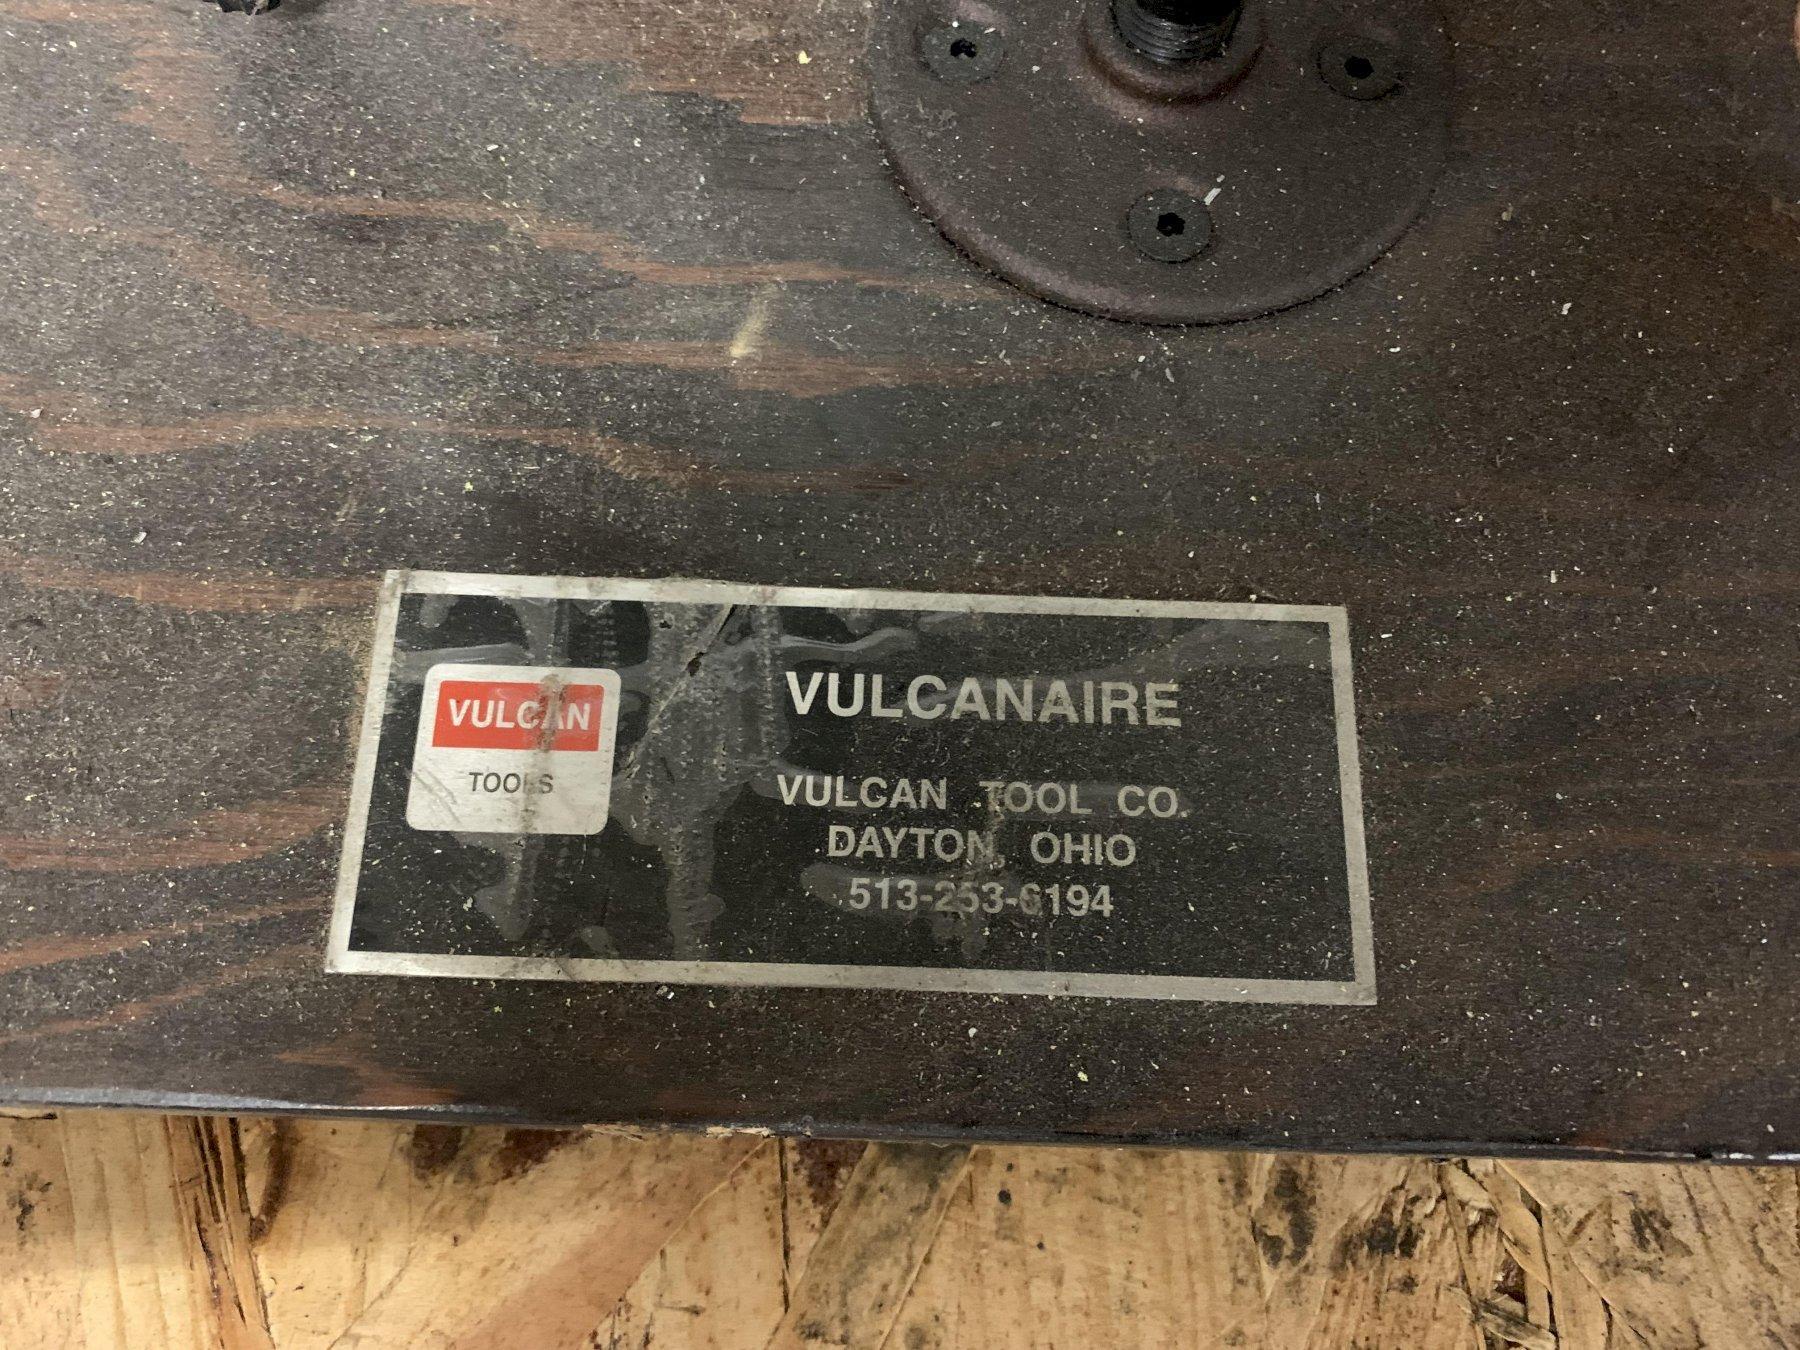 VULCAN
TOOLS
VULCANAIRE
VULCAN TOOL CO.
DAYTON, OHIO
513-253-6194